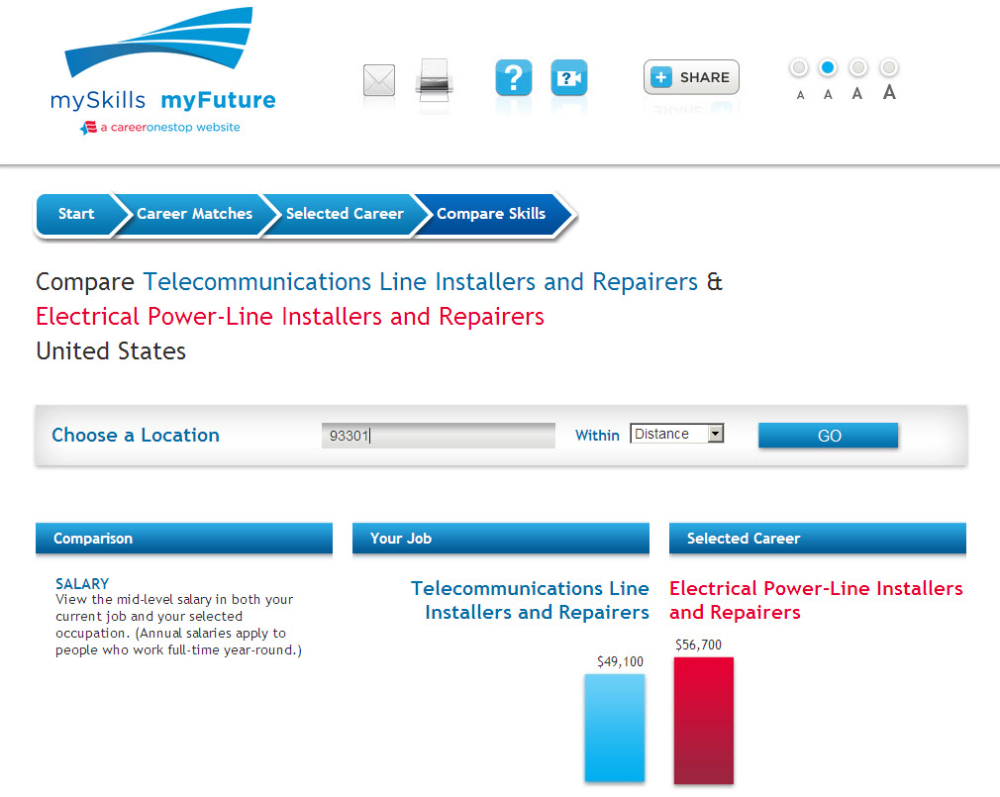 mySkills myFuture
a careeronestop website
?
?
+ SHARE
A A A A
Start Career Matches Selected Career Compare Skills
Compare Telecommunications Line Installers and Repairers &
Electrical Power-Line Installers and Repairers
United States
Choose a Location 93301 Within Distance GO
Comparison Your Job Selected Career
SALARY
View the mid-level salary in both your
current job and your selected
occupation. (Annual salaries apply to
people who work full-time year-round.)
Telecommunications Line
Installers and Repairers
$49,100
Electrical Power-Line Installers
and Repairers
$56,700